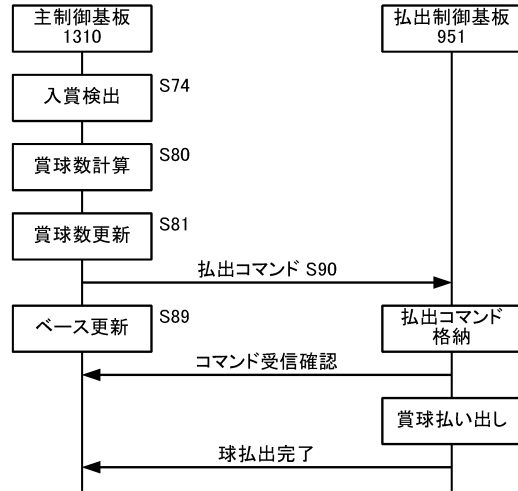 主制御基板
1310
払出制御基板
951
入賞検出
S74
賞球数計算
S80
賞球数更新
S81
払出コマンド S90
ベース更新
S89
払出コマンド
格納
コマンド受信確認
賞球払い出し
球払出完了